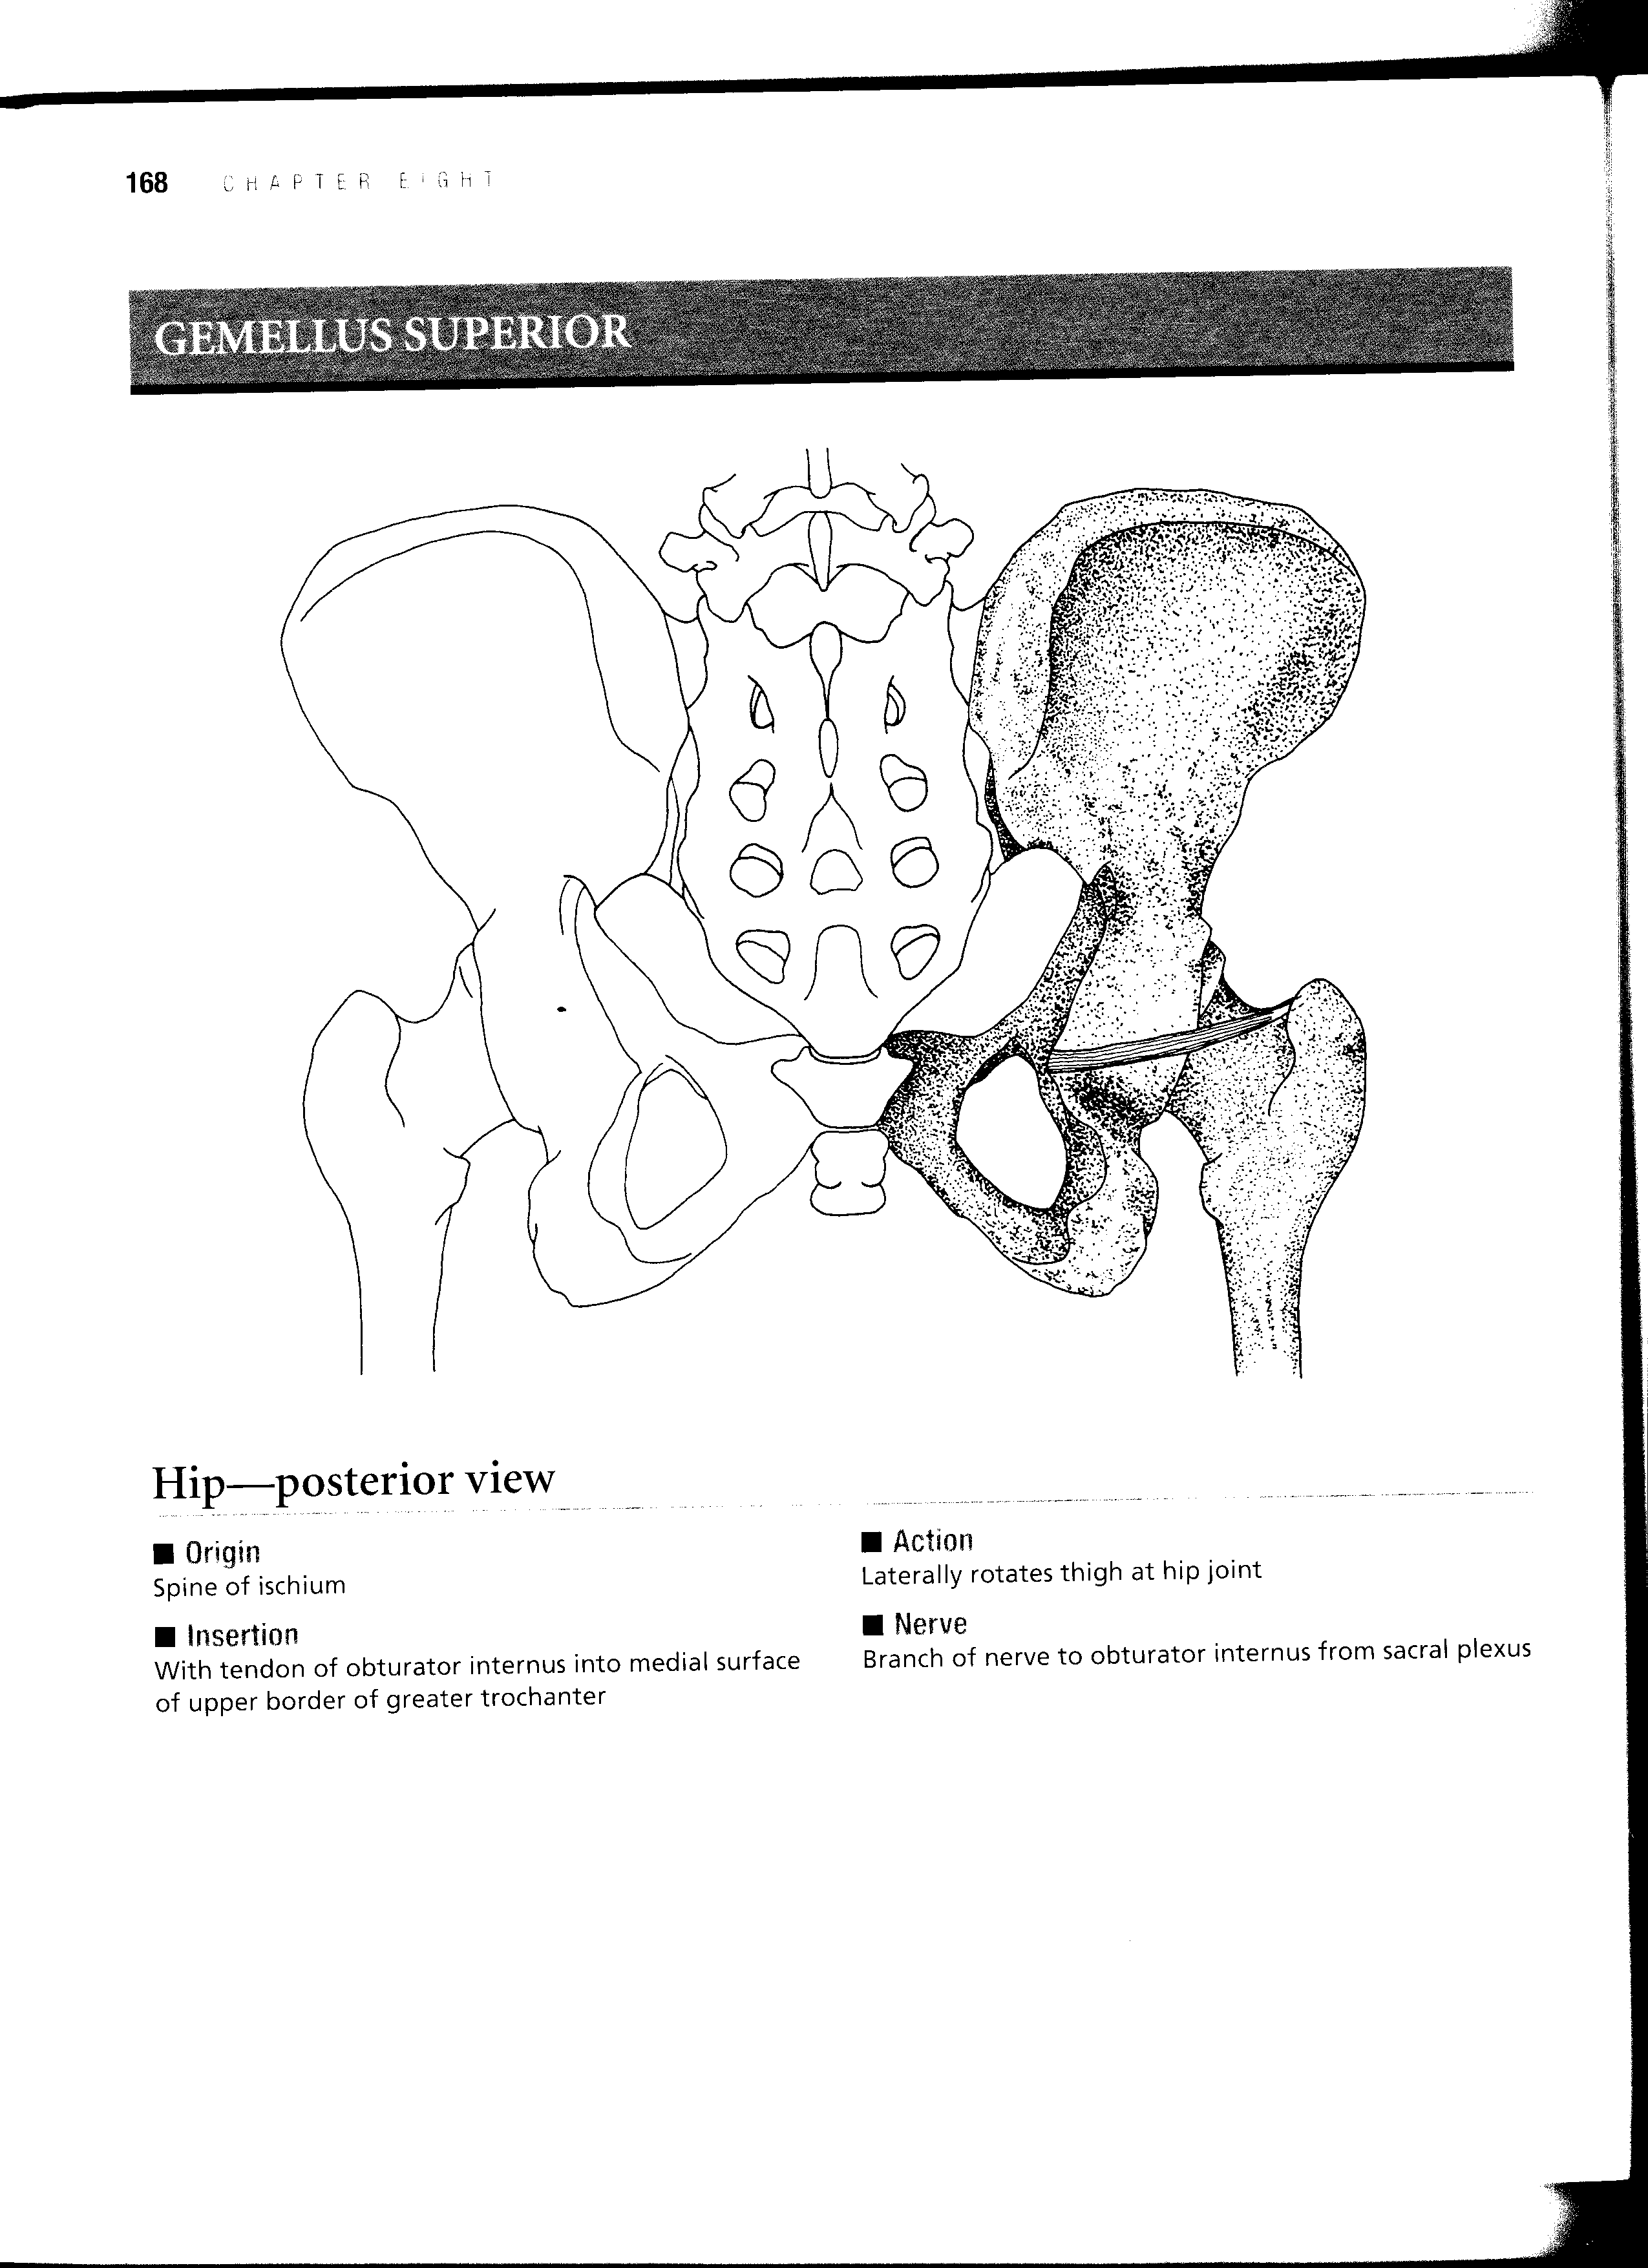 168 CHAPTER EIGHT
GEMELLUS SUPERIOR
Hip—posterior view
■ Origin
Spine of ischium
■ Insertion
With tendon of obturator internus into medial surface
of upper border of greater trochanter
■ Action
Laterally rotates thigh at hip joint
■ Nerve
Branch of nerve to obturator internus from sacral plexus